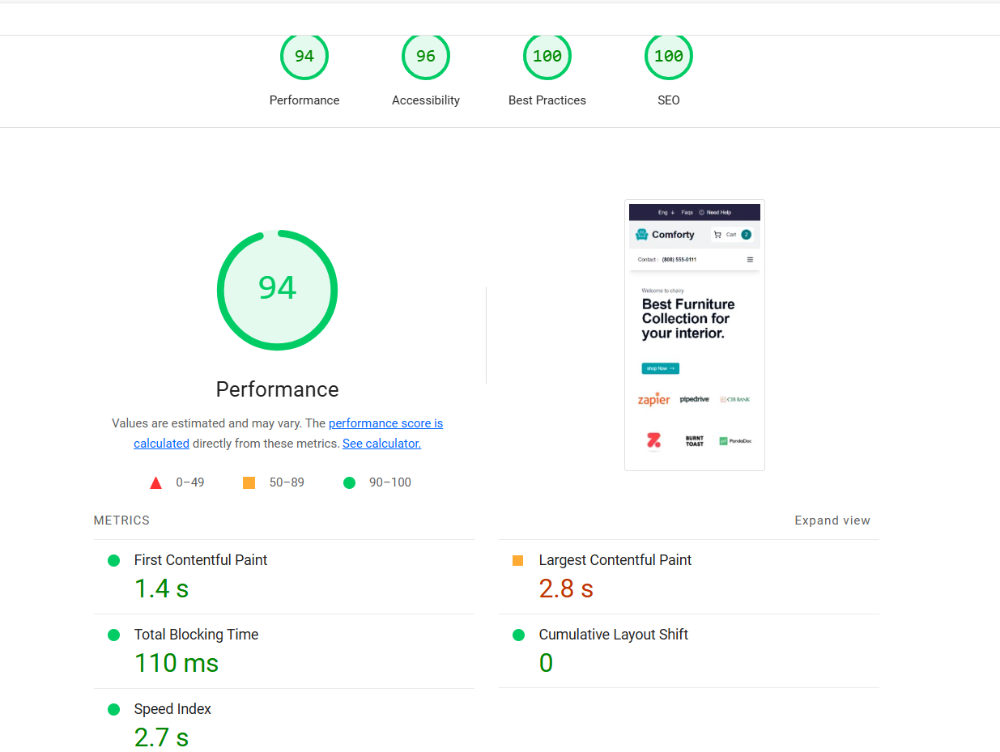 94 96 100 100
Performance Accessibility Best Practices SEO
94
Performance
Values are estimated and may vary. The performance score is
calculated directly from these metrics. See calculator.
0–49 50–89 90–100
Eng Faqs Need Help
Comforty Cart 2
Contact : (808) 555-0111
Welcome to chairy
Best Furniture
Collection for
your interior.
shop Now →
zapier pipedrive CIB BANK
BURNT
TOAST
PandaDoc
METRICS Expand view
First Contentful Paint
1.4 s
Largest Contentful Paint
2.8 s
Total Blocking Time
110 ms
Cumulative Layout Shift
0
Speed Index
2.7 s